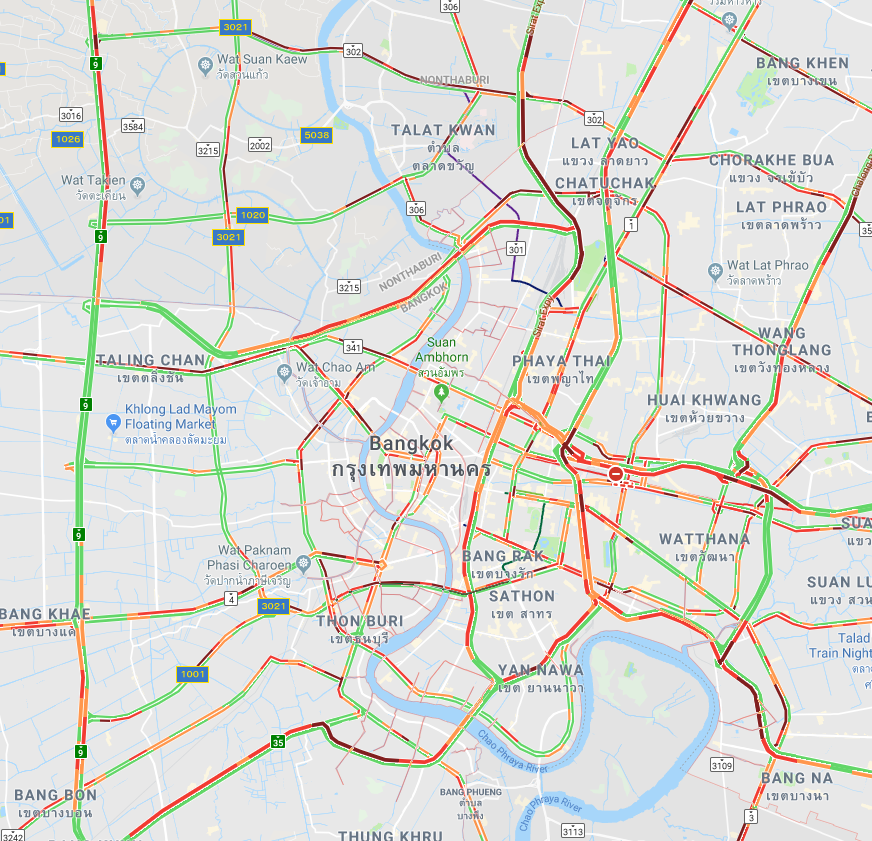 306
Sirat Exp
3021
302
Wat Suan Kaew
วัดสวนแก้ว
9
NONTHABURI
BANG KHEN
เขตบางเขน
3016
3584
5036
302
1026
3215
2002
TALAT KWAN
ตำบล
ตลาดขวัญ
LAT YAO
แขวง ลาดยาว
CHORAKHE BUA
แขวง จรเข้บัว
Wat Takien
วัดตะเคียน
CHATUCHAK
เขตจตุจักร
LAT PHRAO
เขตลาดพร้าว
306
1020
01
3021
9
1
35
301
NONTHABURI
BANGKOK
Wat Lat Phrao
วัดลาดพร้าว
3215
Sirat Expy
Suan
Ambhorn
สวนอัมพร
WANG
THONGLANG
เขตวังทองหลาง
341
TALING CHAN
เขตตลิ่งชัน
Wat Chao Am
วัดเจ้าอาม
PHAYA THAI
เขตพญาไท
HUAI KHWANG
เขตห้วยขวาง
9
Khlong Lad Mayom
Floating Market
ตลาดน้ำคลองลัดมะยม
Bangkok
กรุงเทพมหานคร
9
SUA
WATTHANA
เขตวัฒนา
Wat Paknam
Phasi Charoen
วัดปากน้ำภาษีเจริญ
BANG RAK
เขตบางรัก
SUAN LU
แขวง สวน
SATHON
เขต สาทร
4
3021
BANG KHAE
เขตบางแค
THON BURI
เขตธนบุรี
Talad
Train Night
1001
YAN NAWA
เขต ยานนาวา
35
9
Chao Phraya River
3109
BANG NA
เขตบางนา
BANG BON
เขตบางบอน
BANG PHUENG
ตำบล
บางพึ่ง
Chao Phraya River
3
3242
THUNG KHRU
3113